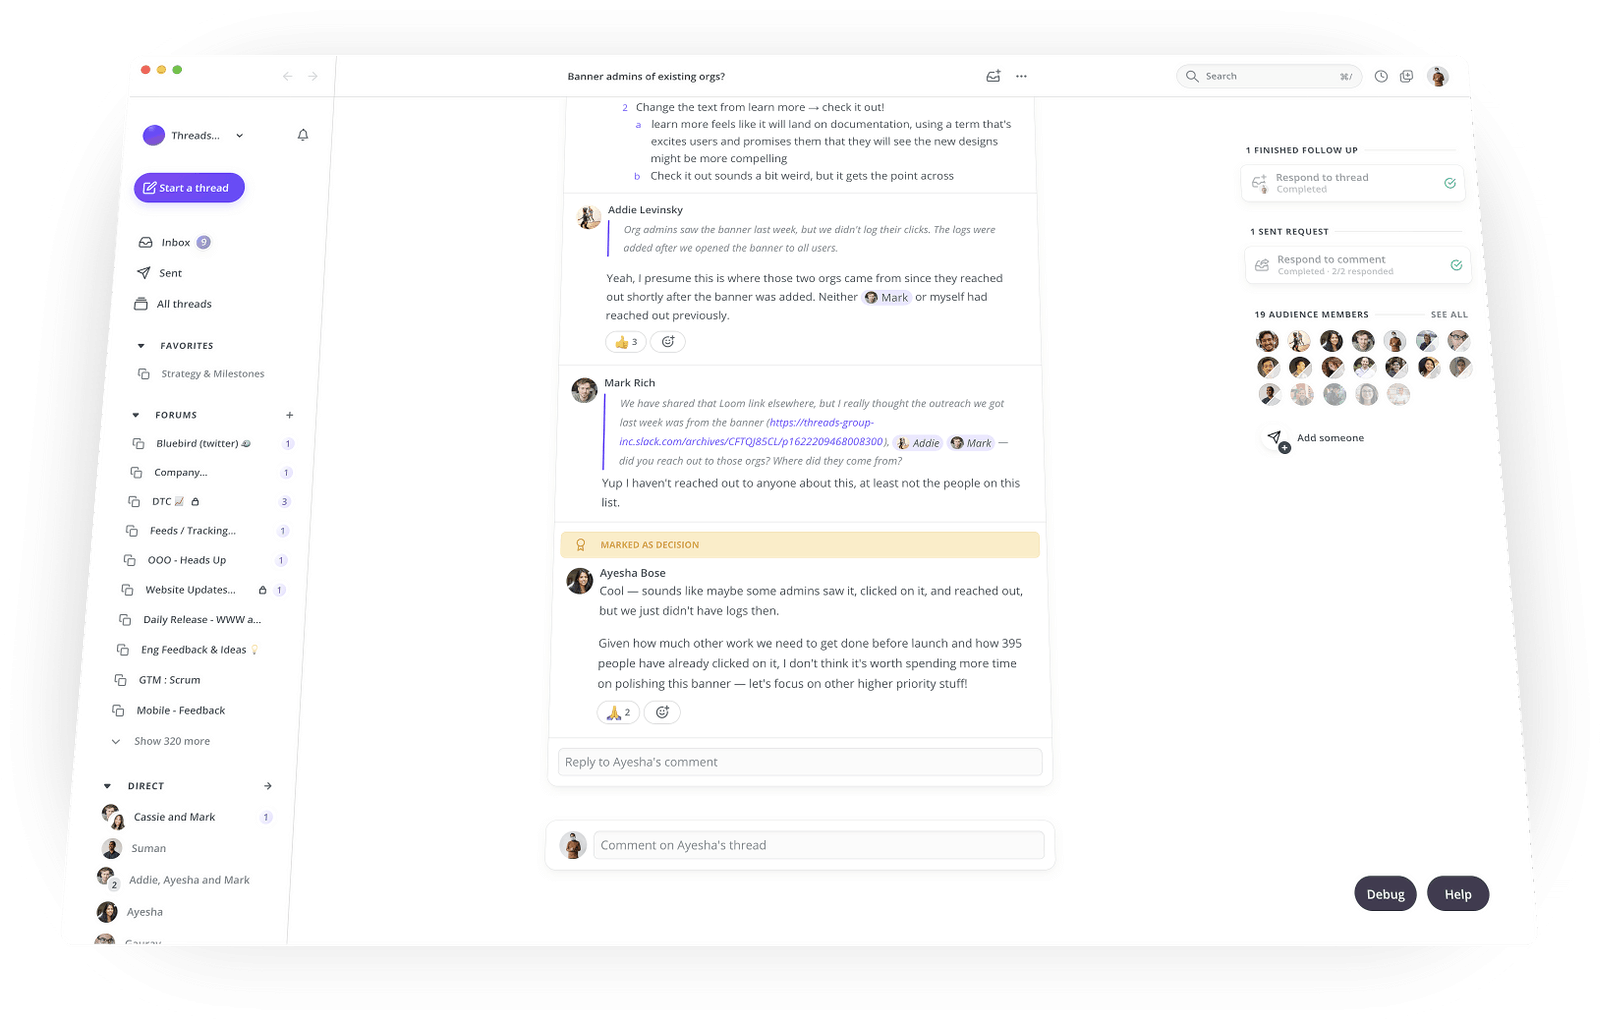 Banner admins of existing orgs?
Search
⌘/
Threads...
Start a thread
Inbox 9
Sent
All threads
FAVORITES
Strategy & Milestones
FORUMS
Bluebird (twitter) 1
Company... 1
DTC 3
Feeds / Tracking... 1
OOO - Heads Up 1
Website Updates... 1
Daily Release - WWW a...
Eng Feedback & Ideas
GTM : Scrum
Mobile - Feedback
Show 320 more
DIRECT
Cassie and Mark 1
Suman
2 Addie, Ayesha and Mark
Ayesha
Gaurav
2 Change the text from learn more → check it out!
a learn more feels like it will land on documentation, using a term that's
excites users and promises them that they will see the new designs
might be more compelling
b Check it out sounds a bit weird, but it gets the point across
Addie Levinsky
Org admins saw the banner last week, but we didn't log their clicks. The logs were
added after we opened the banner to all users.
Yeah, I presume this is where those two orgs came from since they reached
out shortly after the banner was added. Neither Mark or myself had
reached out previously.
👍 3
Mark Rich
We have shared that Loom link elsewhere, but I really thought the outreach we got
last week was from the banner (https://threads-group-
inc.slack.com/archives/CFTQJ85CL/p1622209468008300), Addie Mark —
did you reach out to those orgs? Where did they come from?
Yup I haven't reached out to anyone about this, at least not the people on this
list.
MARKED AS DECISION
Ayesha Bose
Cool — sounds like maybe some admins saw it, clicked on it, and reached out,
but we just didn't have logs then.
Given how much other work we need to get done before launch and how 395
people have already clicked on it, I don't think it's worth spending more time
on polishing this banner — let's focus on other higher priority stuff!
🙏 2
Reply to Ayesha's comment
Comment on Ayesha's thread
1 FINISHED FOLLOW UP
Respond to thread
Completed
1 SENT REQUEST
Respond to comment
Completed · 2/2 responded
19 AUDIENCE MEMBERS SEE ALL
Add someone
Debug
Help